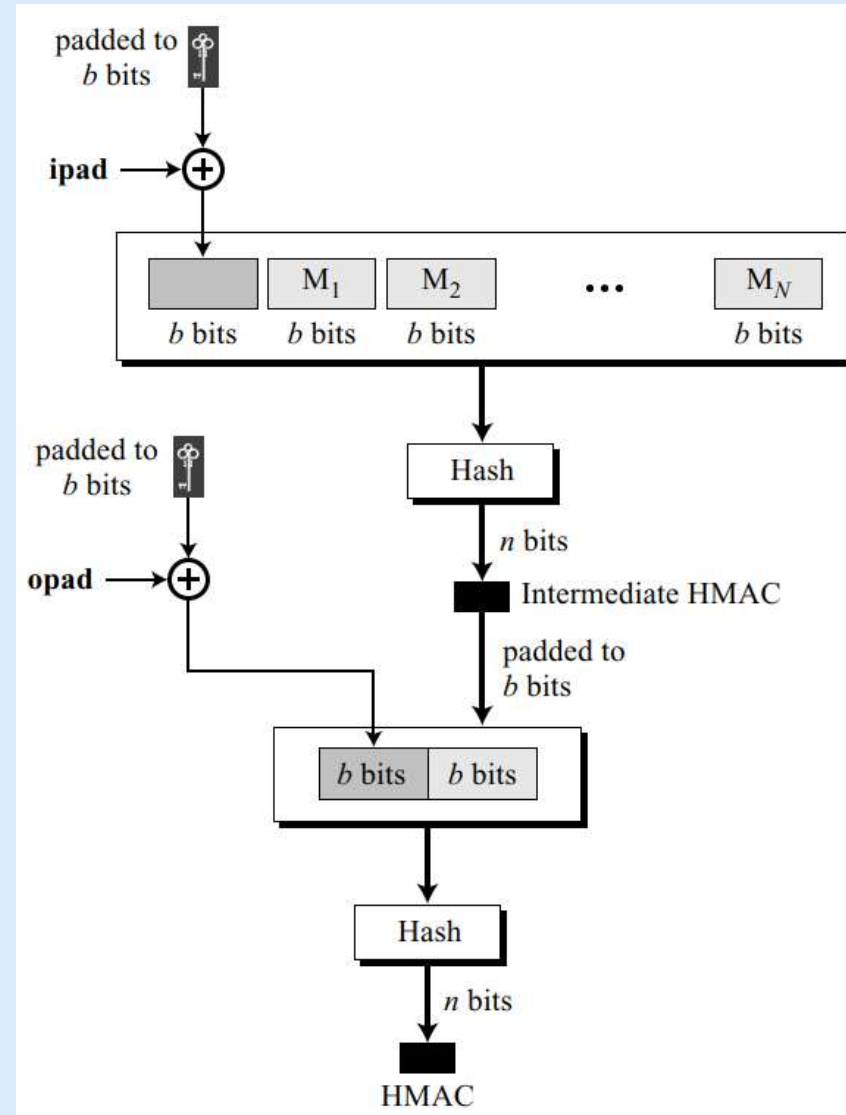 padded to
b bits
ipad
M₁ M₂ ... M_N
b bits b bits b bits b bits
Hash
padded to
b bits
n bits
opad
Intermediate HMAC
padded to
b bits
b bits b bits
Hash
n bits
HMAC